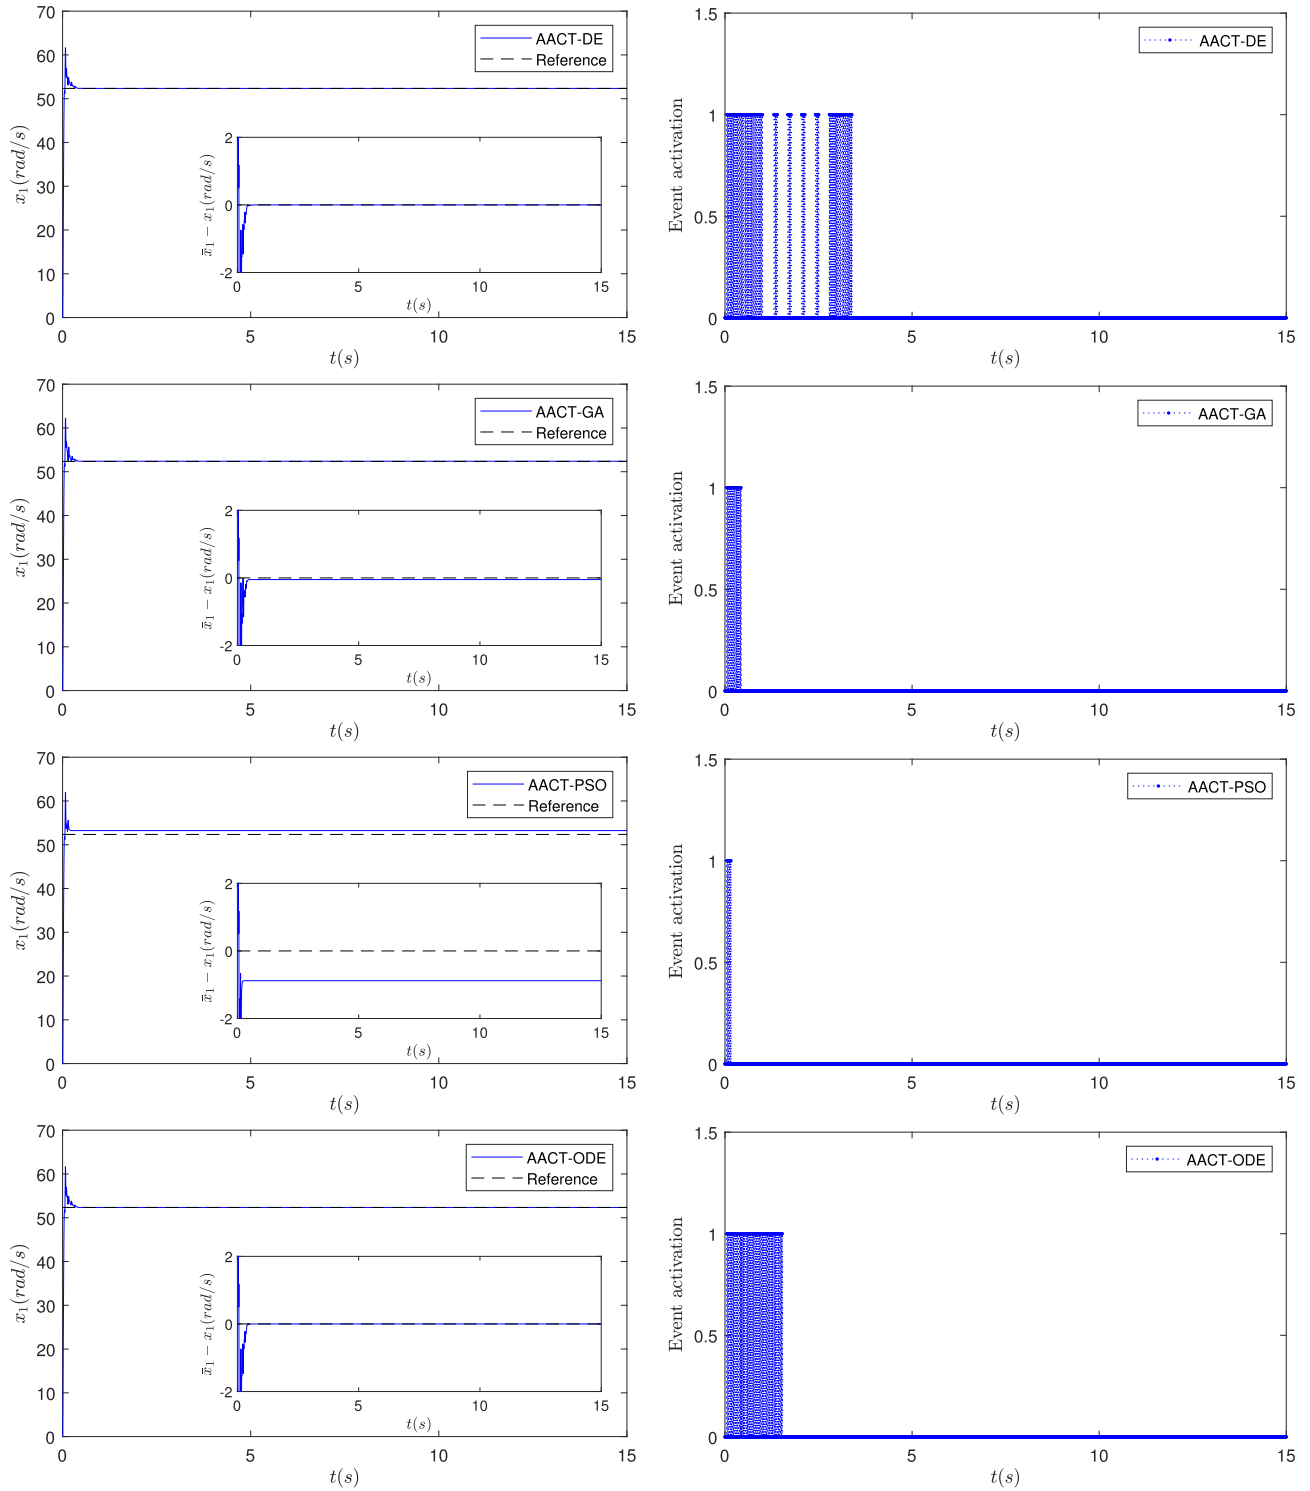 70
60
50
40
30
20
10
0
x₁(rad/s)
AACT-DE
Reference
2
0
-2
x̄₁ − x₁(rad/s)
0 5 10 15
t(s)
0 5 10 15
t(s)
1.5
1
0.5
0
Event activation
AACT-DE
0 5 10 15
t(s)
70
60
50
40
30
20
10
0
x₁(rad/s)
AACT-GA
Reference
2
0
-2
x̄₁ − x₁(rad/s)
0 5 10 15
t(s)
0 5 10 15
t(s)
1.5
1
0.5
0
Event activation
AACT-GA
0 5 10 15
t(s)
70
60
50
40
30
20
10
0
x₁(rad/s)
AACT-PSO
Reference
2
0
-2
x̄₁ − x₁(rad/s)
0 5 10 15
t(s)
0 5 10 15
t(s)
1.5
1
0.5
0
Event activation
AACT-PSO
0 5 10 15
t(s)
70
60
50
40
30
20
10
0
x₁(rad/s)
AACT-ODE
Reference
2
0
-2
x̄₁ − x₁(rad/s)
0 5 10 15
t(s)
0 5 10 15
t(s)
1.5
1
0.5
0
Event activation
AACT-ODE
0 5 10 15
t(s)